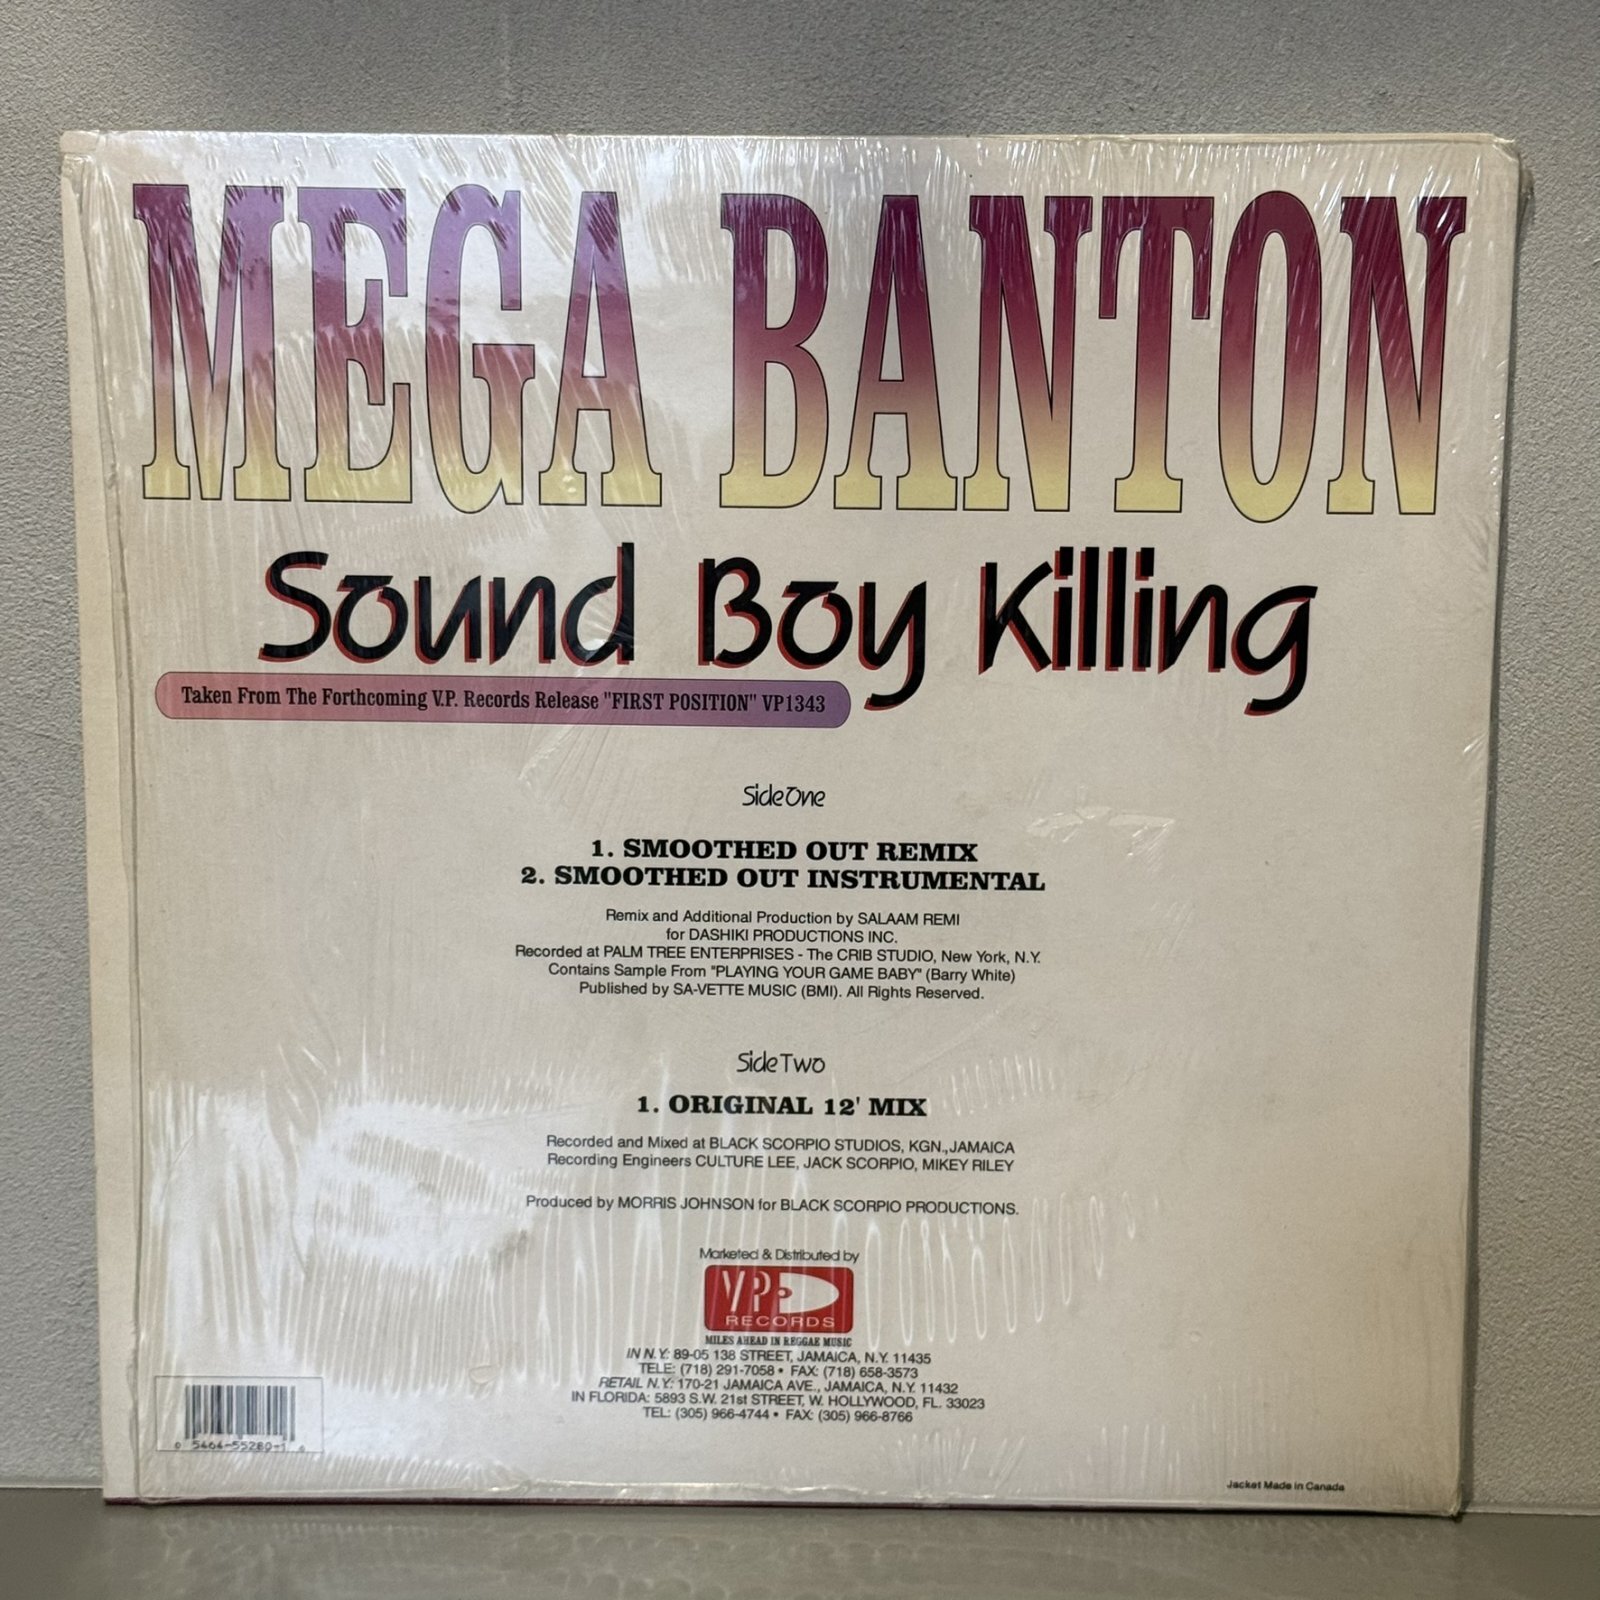 MEGA BANTON
Sound Boy Killing
Taken From The Forthcoming V.P. Records Release "FIRST POSITION" VP1343
Side One
1. SMOOTHED OUT REMIX
2. SMOOTHED OUT INSTRUMENTAL
Remix and Additional Production by SALAAM REMI
for DASHIKI PRODUCTIONS INC.
Recorded at PALM TREE ENTERPRISES - The CRIB STUDIO, New York, N.Y.
Contains Sample From "PLAYING YOUR GAME BABY" (Barry White)
Published by SA-VETTE MUSIC (BMI). All Rights Reserved.
Side Two
1. ORIGINAL 12' MIX
Recorded and Mixed at BLACK SCORPIO STUDIOS, KGN.,JAMAICA
Recording Engineers CULTURE LEE, JACK SCORPIO, MIKEY RILEY
Produced by MORRIS JOHNSON for BLACK SCORPIO PRODUCTIONS.
Marketed & Distributed by
VP
RECORDS
MILES AHEAD IN REGGAE MUSIC
IN N.Y.: 89-05 138 STREET, JAMAICA, N.Y. 11435
TELE: (718) 291-7058 • FAX: (718) 658-3573
RETAIL N.Y.: 170-21 JAMAICA AVE., JAMAICA, N.Y. 11432
IN FLORIDA: 5893 S.W. 21st STREET, W. HOLLYWOOD, FL. 33023
TEL: (305) 966-4744 • FAX: (305) 966-8766
0 5464-55280-1 6
Jacket Made in Canada